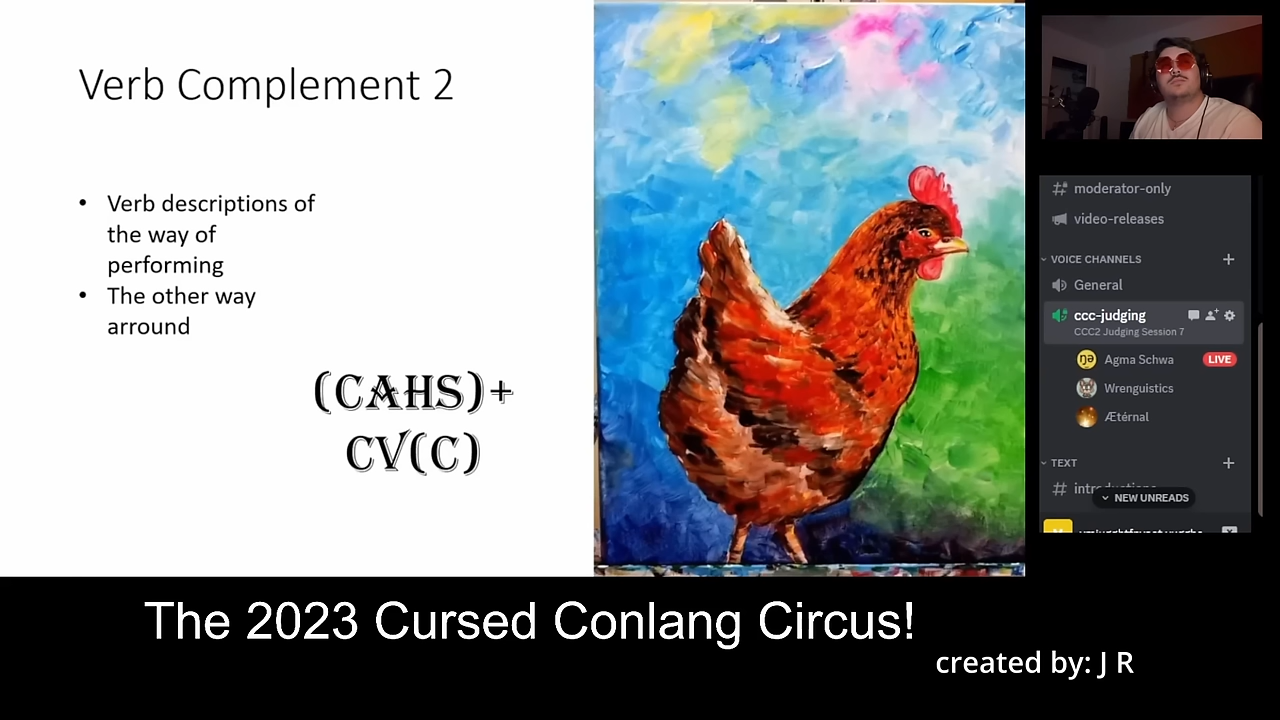 Verb Complement 2
• Verb descriptions of
the way of
performing
• The other way
arround
(CAHS)+
CV(C)
moderator-only
video-releases
VOICE CHANNELS
General
ccc-judging
CCC2 Judging Session 7
ŋə Agma Schwa LIVE
Wrenguistics
Ætérnal
TEXT
NEW UNREADS
The 2023 Cursed Conlang Circus!
created by: J R